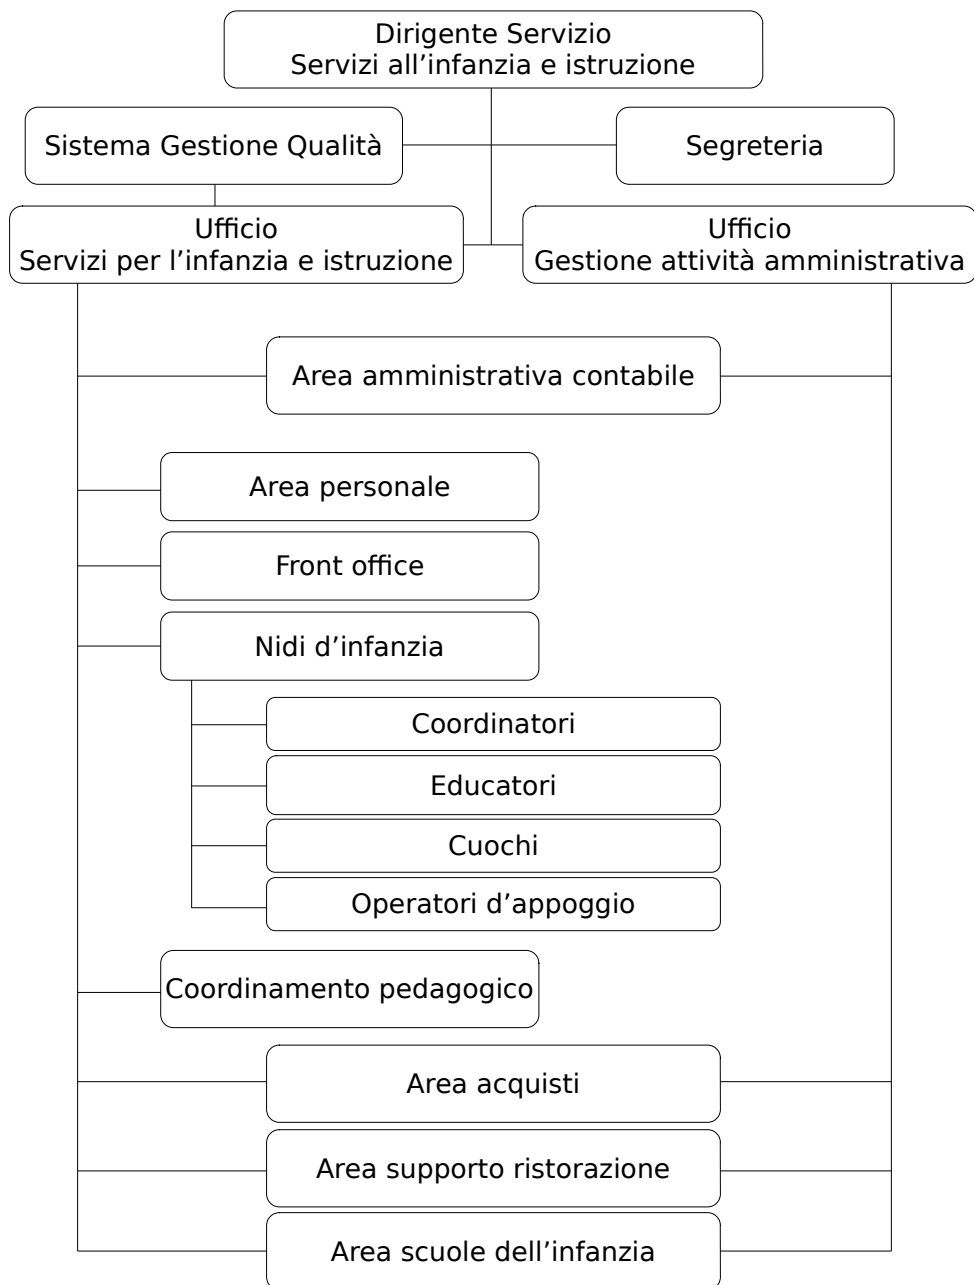 Dirigente Servizio
Servizi all’infanzia e istruzione
Sistema Gestione Qualità
Segreteria
Ufficio
Servizi per l’infanzia e istruzione
Ufficio
Gestione attività amministrativa
Area amministrativa contabile
Area personale
Front office
Nidi d’infanzia
Coordinatori
Educatori
Cuochi
Operatori d’appoggio
Coordinamento pedagogico
Area acquisti
Area supporto ristorazione
Area scuole dell’infanzia